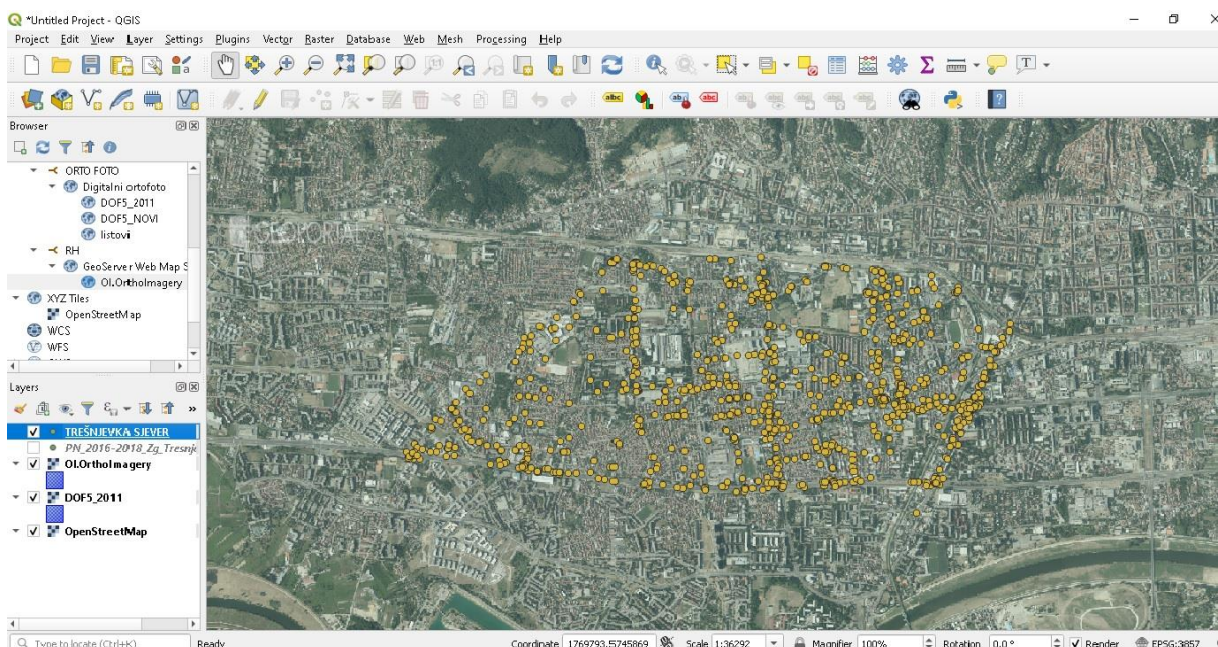 *Untitled Project - QGIS
Project Edit View Layer Settings Plugins Vector Raster Database Web Mesh Processing Help
Browser
ORTO FOTO
Digitalni ortofoto
DOF5_2011
DOF5_NOVI
listovi
RH
GeoServer Web Map S
OI.OrthoImagery
XYZ Tiles
OpenStreetMap
WCS
WFS
Layers
TREŠNJEVKA SJEVER
PN_2016-2018_Zg_Tresnje
OI.OrthoImagery
DOF5_2011
OpenStreetMap
GEOPORTAL
Type to locate (Ctrl+K) Ready Coordinate 1769793,5745869 Scale 1:36292 Magnifier 100% Rotation 0,0 ° Render EPSG:3857